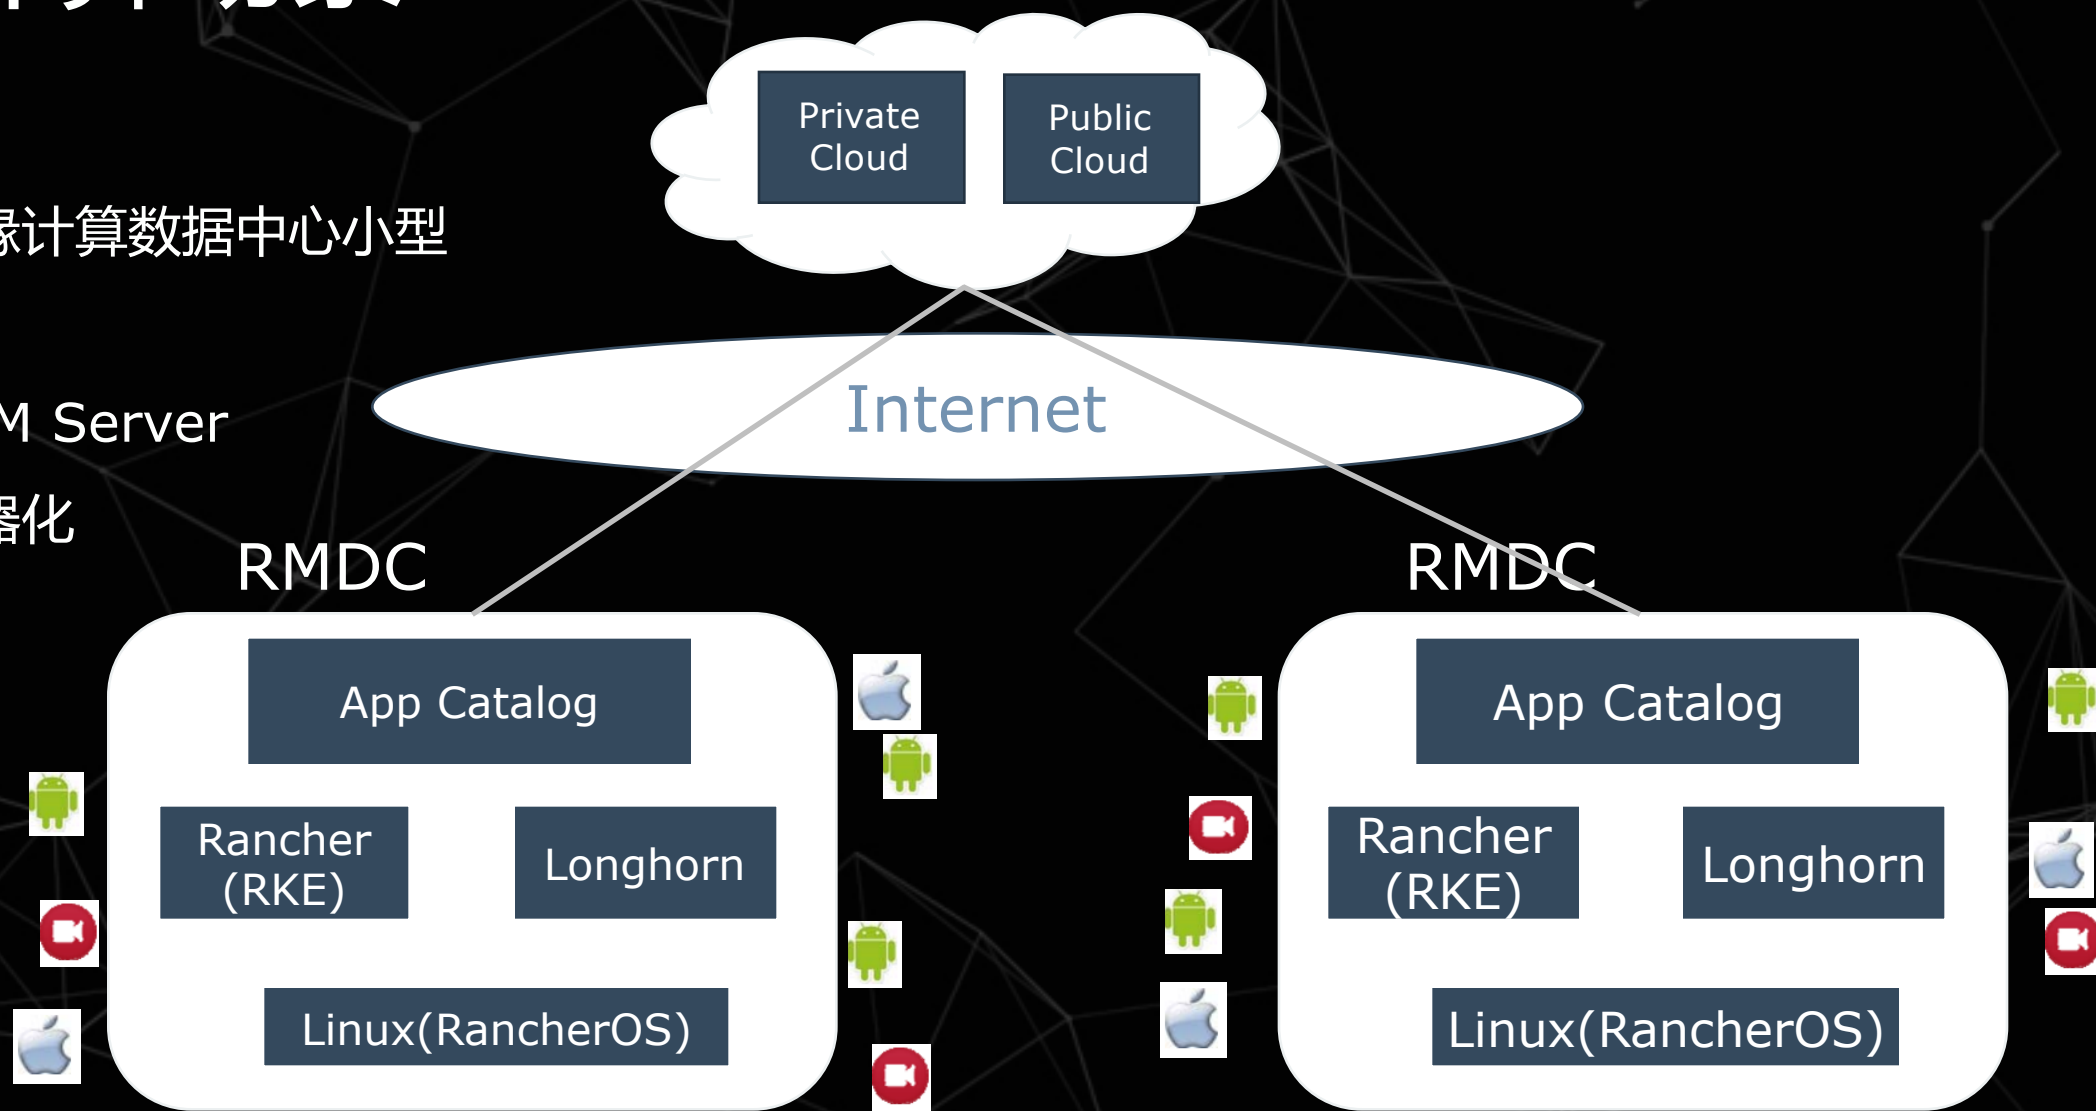 Private
Cloud
Public
Cloud
缘计算数据中心小型
Internet
M Server
器化
RMDC
RMDC
App Catalog
App Catalog
Rancher
(RKE)
Longhorn
Rancher
(RKE)
Longhorn
Linux(RancherOS)
Linux(RancherOS)